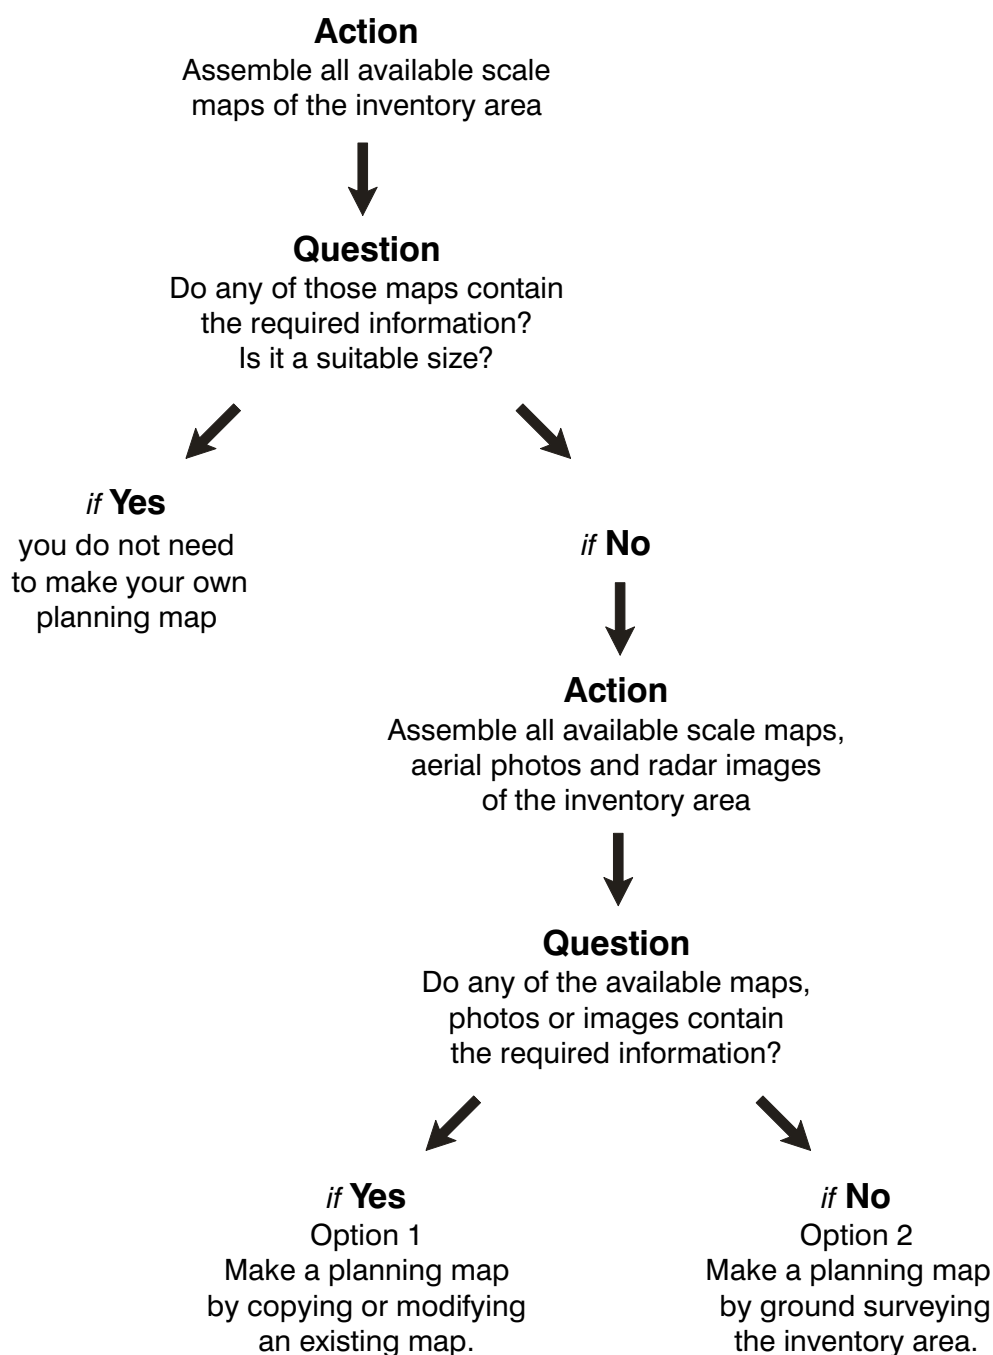 Action
Assemble all available scale
maps of the inventory area
Question
Do any of those maps contain
the required information?
Is it a suitable size?
if Yes
you do not need
to make your own
planning map
if No
Action
Assemble all available scale maps,
aerial photos and radar images
of the inventory area
Question
Do any of the available maps,
photos or images contain
the required information?
if Yes
Option 1
Make a planning map
by copying or modifying
an existing map.
if No
Option 2
Make a planning map
by ground surveying
the inventory area.